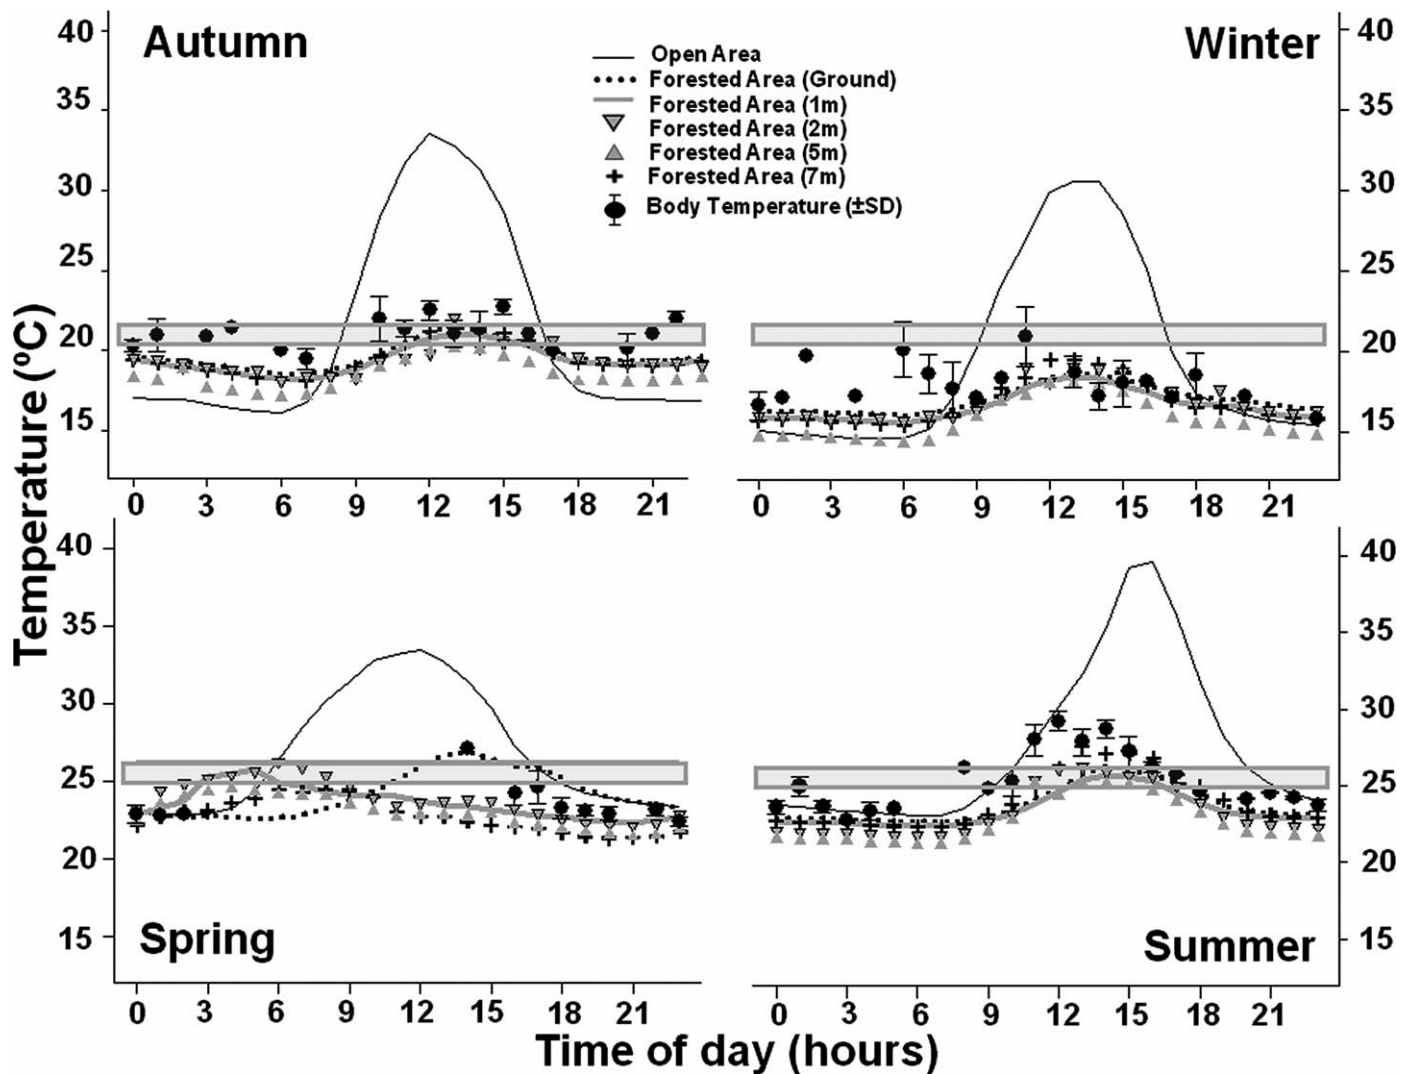 Autumn
Winter
Open Area
Forested Area (Ground)
Forested Area (1m)
Forested Area (2m)
Forested Area (5m)
Forested Area (7m)
Body Temperature (±SD)
40
35
30
25
20
15
40
35
30
25
20
15
0 3 6 9 12 15 18 21
0 3 6 9 12 15 18 21
Temperature (ºC)
40
35
30
25
20
15
40
35
30
25
20
15
Spring
Summer
0 3 6 9 12 15 18 21
0 3 6 9 12 15 18 21
Time of day (hours)